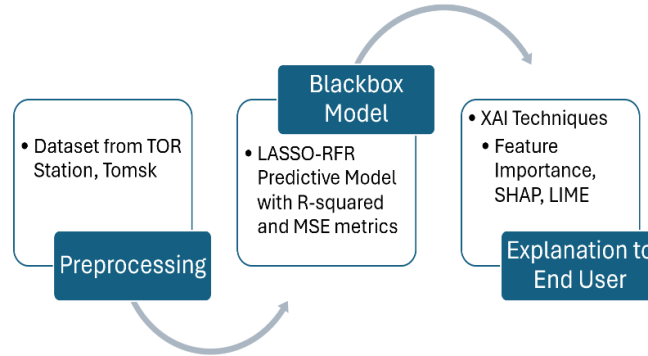 • Dataset from TOR
Station, Tomsk
Preprocessing
Blackbox
Model
• LASSO-RFR
Predictive Model
with R-squared
and MSE metrics
• XAI Techniques
• Feature
Importance,
SHAP, LIME
Explanation to
End User